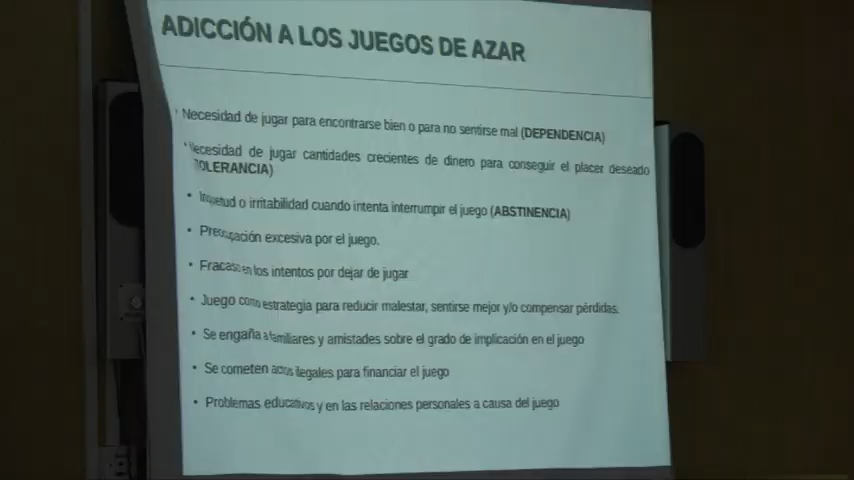 ADICCIÓN A LOS JUEGOS DE AZAR
• Necesidad de jugar para encontrarse bien o para no sentirse mal (DEPENDENCIA)
• Necesidad de jugar cantidades crecientes de dinero para conseguir el placer deseado
(TOLERANCIA)
• Inquietud o irritabilidad cuando intenta interrumpir el juego (ABSTINENCIA)
• Preocupación excesiva por el juego.
• Fracaso en los intentos por dejar de jugar
• Juego como estrategia para reducir malestar, sentirse mejor y/o compensar pérdidas.
• Se engaña a familiares y amistades sobre el grado de implicación en el juego
• Se cometen actos ilegales para financiar el juego
• Problemas educativos y en las relaciones personales a causa del juego